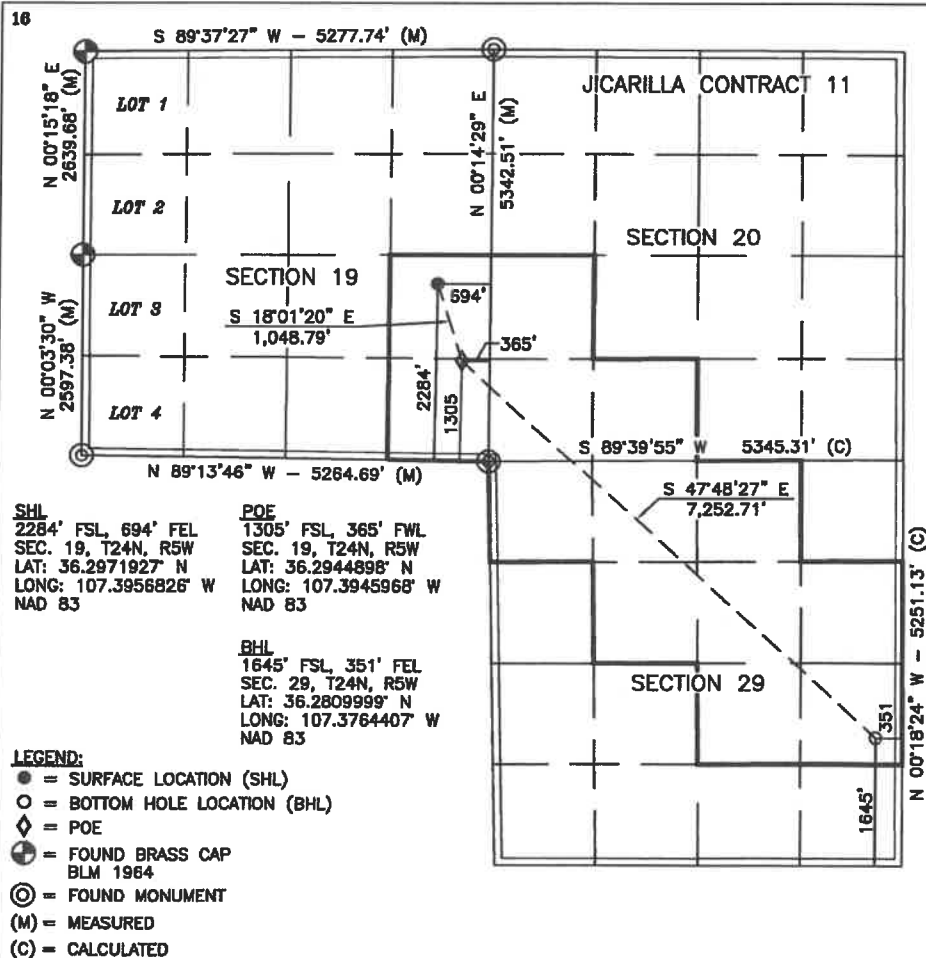 16
S 89°37'27" W - 5277.74' (M)
JICARILLA CONTRACT 11
N 00°15'18" E
2639.68' (M)
LOT 1
N 00°14'29" E
5342.51' (M)
LOT 2
SECTION 20
SECTION 19
594'
LOT 3
S 18°01'20" E
1,048.79'
365'
N 00°03'30" W
2597.38' (M)
2284'
1305
LOT 4
S 89°39'55" W 5345.31' (C)
N 89°13'46" W - 5264.69' (M)
S 47°48'27" E
7,252.71'
SHL
2284' FSL, 694' FEL
SEC. 19, T24N, R5W
LAT: 36.2971927° N
LONG: 107.3956826° W
NAD 83
POE
1305' FSL, 365' FWL
SEC. 19, T24N, R5W
LAT: 36.2944898° N
LONG: 107.3945968° W
NAD 83
N 00°18'24" W - 5251.13' (C)
BHL
1645' FSL, 351' FEL
SEC. 29, T24N, R5W
LAT: 36.2809999° N
LONG: 107.3764407° W
NAD 83
SECTION 29
351
1645'
LEGEND:
= SURFACE LOCATION (SHL)
= BOTTOM HOLE LOCATION (BHL)
= POE
= FOUND BRASS CAP
BLM 1964
= FOUND MONUMENT
(M) = MEASURED
(C) = CALCULATED